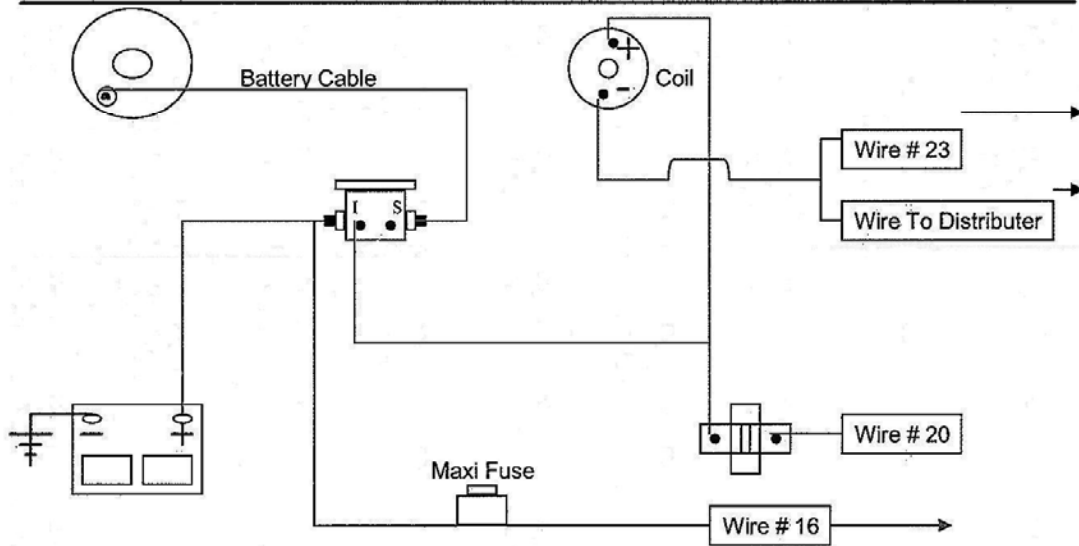 +
Coil
-
Battery Cable
Wire # 23
I S
Wire To Distributer
Wire # 20
Maxi Fuse
Wire # 16